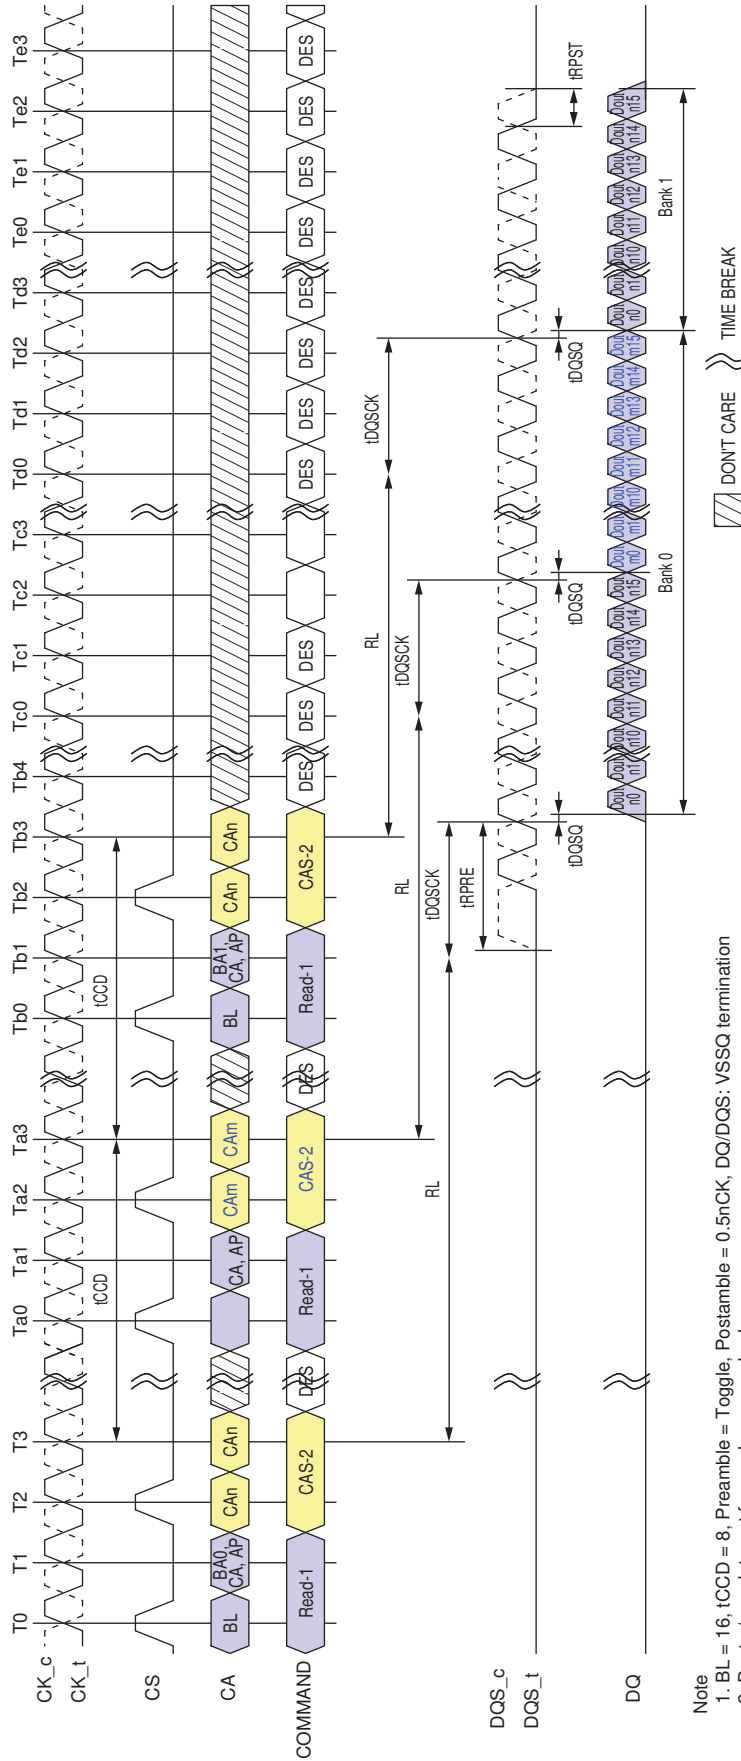 T0 T1 T2 T3 Ta0 Ta1 Ta2 Ta3 Tb0 Tb1 Tb2 Tb3 Tb4 Tc0 Tc1 Tc2 Tc3 Td0 Td1 Td2 Td3 Te0 Te1 Te2 Te3
CK_c
CK_t
tCCD tCCD
CS
CA
BL BA0, CA, AP CAn CAn CA, AP CAm CAm BL BA1, CA, AP CAn CAn
COMMAND
Read-1 CAS-2 DES Read-1 CAS-2 DES Read-1 CAS-2 DES DES DES DES DES DES DES DES DES DES DES
RL tDQSCK
RL tDQSCK
RL tDQSCK
tRPRE
DQS_c
DQS_t
tRPST
tDQSQ tDQSQ tDQSQ
DQ
Dout n0 Dout n1 Dout n10 Dout n11 Dout n12 Dout n13 Dout n14 Dout n15 Dout m0 Dout m1 Dout m10 Dout m11 Dout m12 Dout m13 Dout m14 Dout m15 Dout n0 Dout n1 Dout n10 Dout n11 Dout n12 Dout n13 Dout n14 Dout n15
Bank 0 Bank 1
Note
1. BL = 16, tCCD = 8, Preamble = Toggle, Postamble = 0.5nCK, DQ/DQS: VSSQ termination
DON'T CARE TIME BREAK